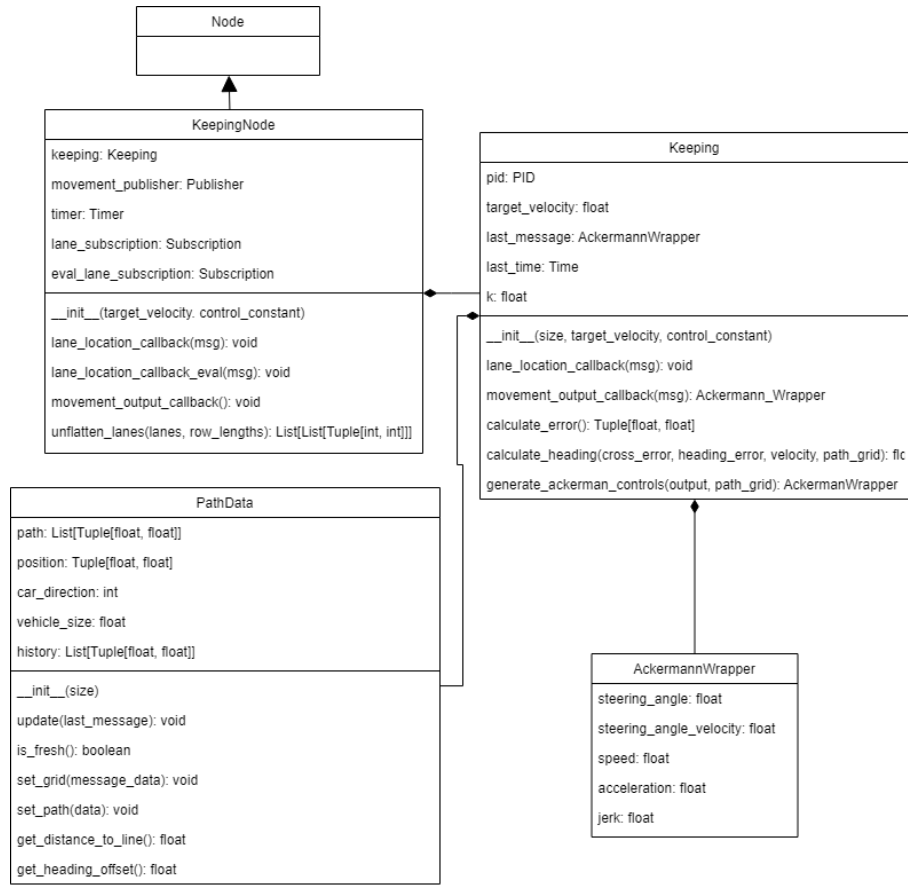 Node
KeepingNode
keeping: Keeping
movement_publisher: Publisher
timer: Timer
lane_subscription: Subscription
eval_lane_subscription: Subscription
__init__(target_velocity. control_constant)
lane_location_callback(msg): void
lane_location_callback_eval(msg): void
movement_output_callback(): void
unflatten_lanes(lanes, row_lengths): List[List[Tuple[int, int]]]
Keeping
pid: PID
target_velocity: float
last_message: AckermannWrapper
last_time: Time
k: float
__init__(size, target_velocity, control_constant)
lane_location_callback(msg): void
movement_output_callback(msg): Ackermann_Wrapper
calculate_error(): Tuple[float, float]
calculate_heading(cross_error, heading_error, velocity, path_grid): flo
generate_ackerman_controls(output, path_grid): AckermanWrapper
PathData
path: List[Tuple[float, float]]
position: Tuple[float, float]
car_direction: int
vehicle_size: float
history: List[Tuple[float, float]]
__init__(size)
update(last_message): void
is_fresh(): boolean
set_grid(message_data): void
set_path(data): void
get_distance_to_line(): float
get_heading_offset(): float
AckermannWrapper
steering_angle: float
steering_angle_velocity: float
speed: float
acceleration: float
jerk: float